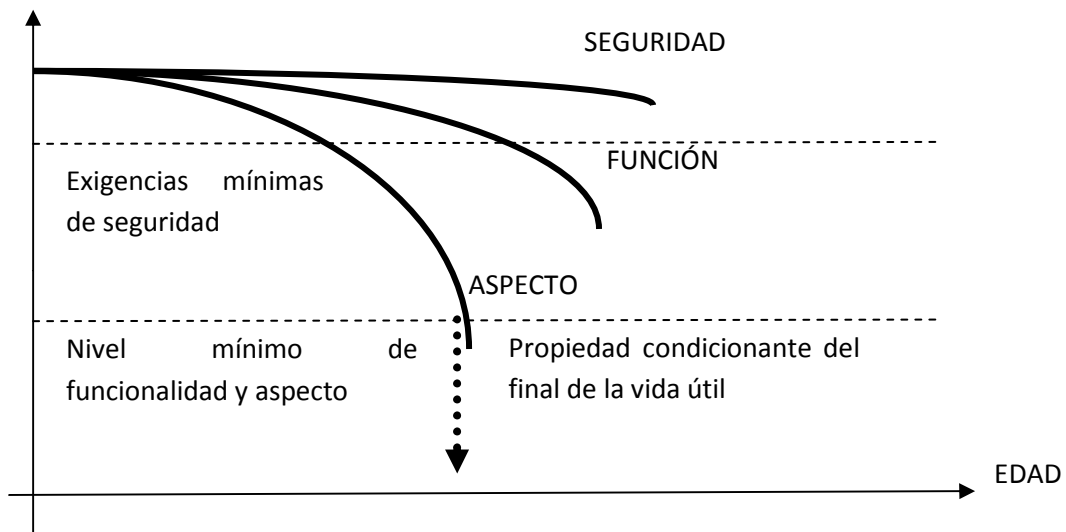 SEGURIDAD
FUNCIÓN
Exigencias mínimas
de seguridad
ASPECTO
Nivel mínimo de
funcionalidad y aspecto
Propiedad condicionante del
final de la vida útil
EDAD